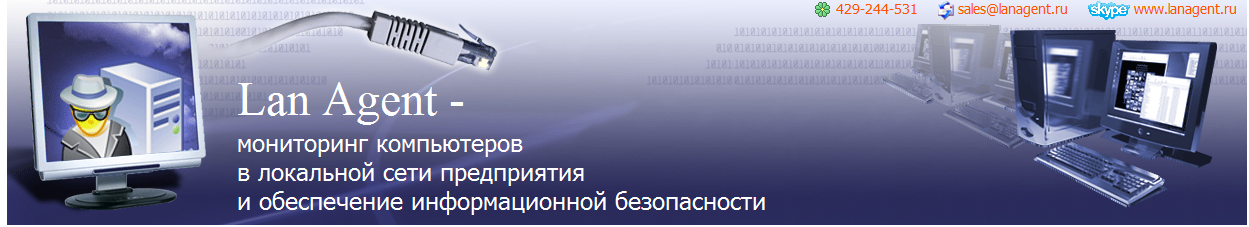 429-244-531 sales@lanagent.ru skype www.lanagent.ru
Lan Agent -
мониторинг компьютеров
в локальной сети предприятия
и обеспечение информационной безопасности